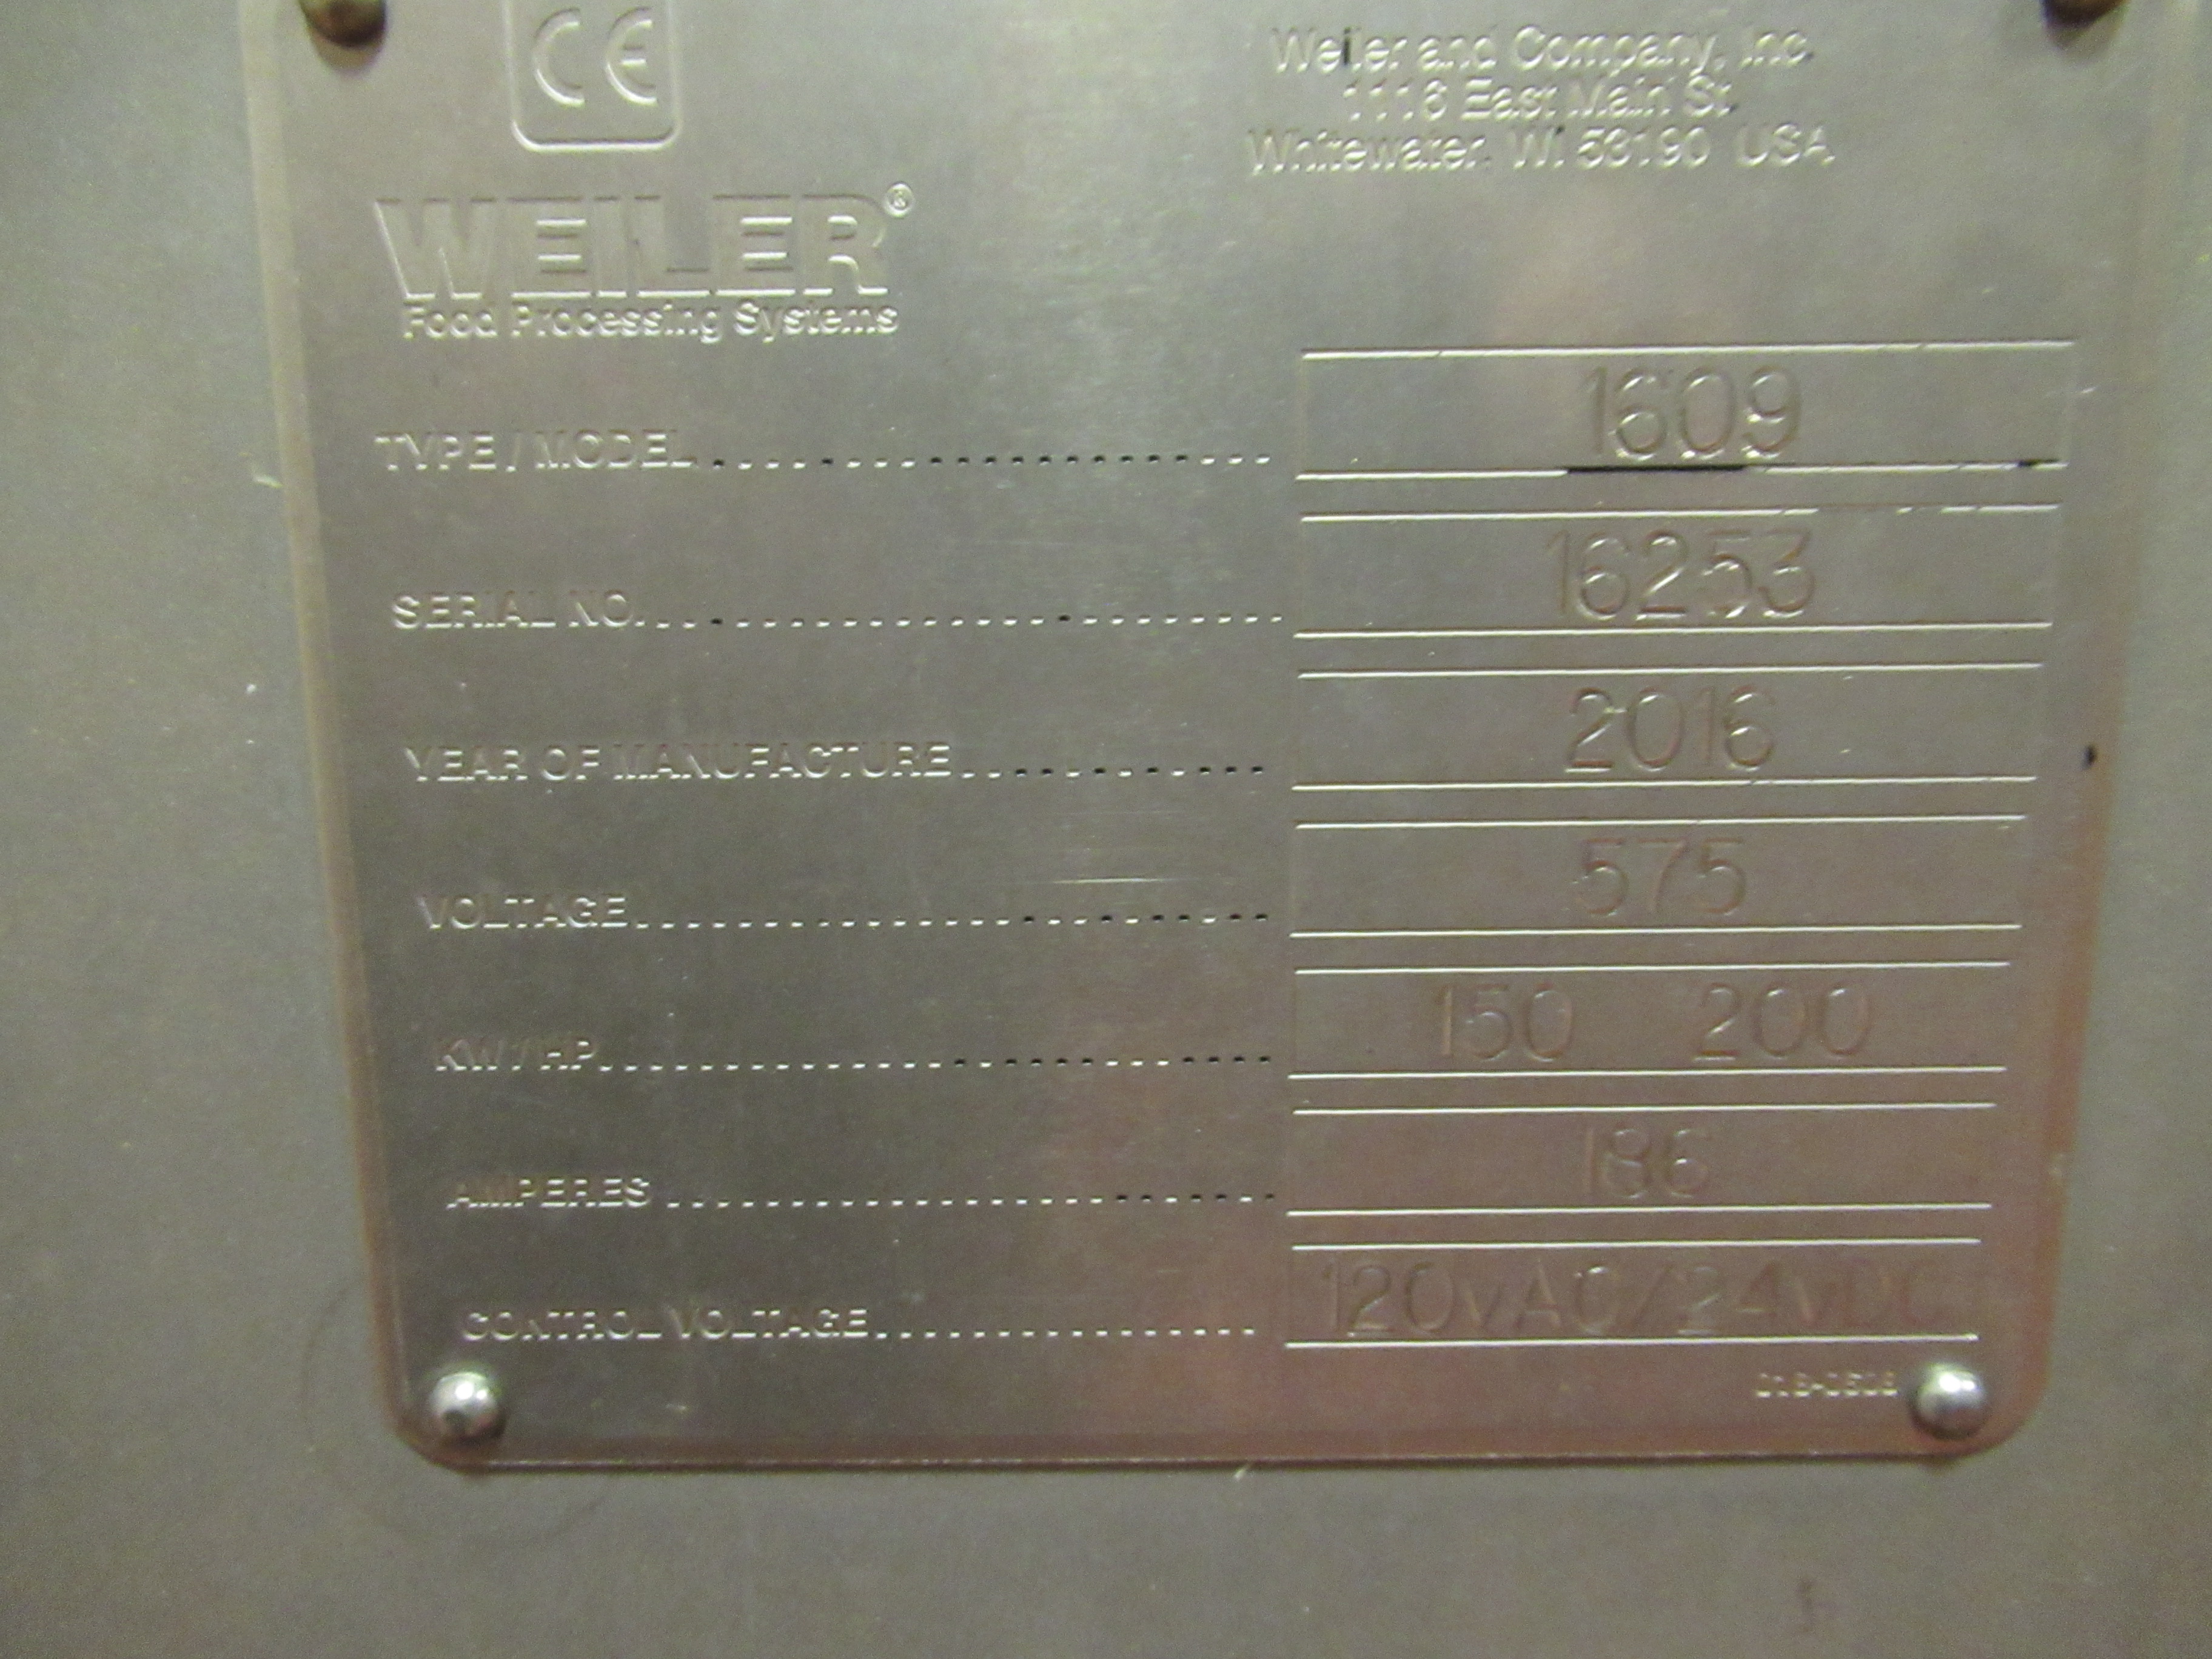 CE
Weiler and Company, Inc.
1116 East Main St.
Whitewater, WI 53190 USA
WEILER®
Food Processing Systems
TYPE / MODEL........................ 1609
SERIAL NO......................... 16253
YEAR OF MANUFACTURE............ 2016
VOLTAGE......................... 575
KW / HP.......................... 150 200
AMPERES ........................ 186
CONTROL VOLTAGE............... 120vAC/24vDC